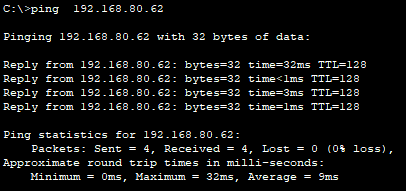 C:\>ping  192.168.80.62
Pinging 192.168.80.62 with 32 bytes of data:
Reply from 192.168.80.62: bytes=32 time=32ms TTL=128
Reply from 192.168.80.62: bytes=32 time<1ms TTL=128
Reply from 192.168.80.62: bytes=32 time=3ms TTL=128
Reply from 192.168.80.62: bytes=32 time=1ms TTL=128
Ping statistics for 192.168.80.62:
    Packets: Sent = 4, Received = 4, Lost = 0 (0% loss),
Approximate round trip times in milli-seconds:
    Minimum = 0ms, Maximum = 32ms, Average = 9ms